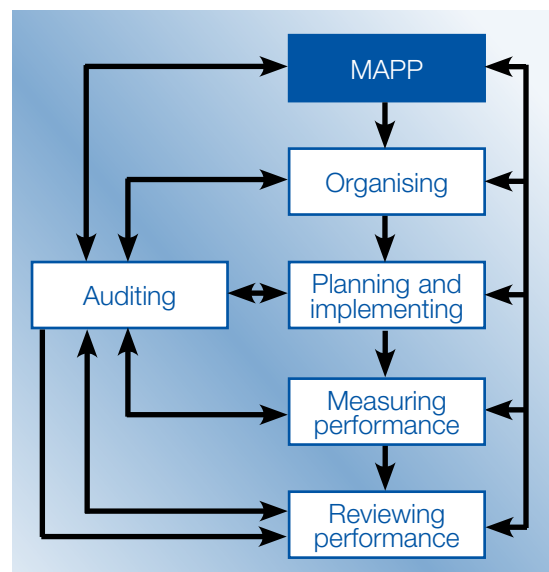 MAPP
Organising
Auditing
Planning and
implementing
Measuring
performance
Reviewing
performance